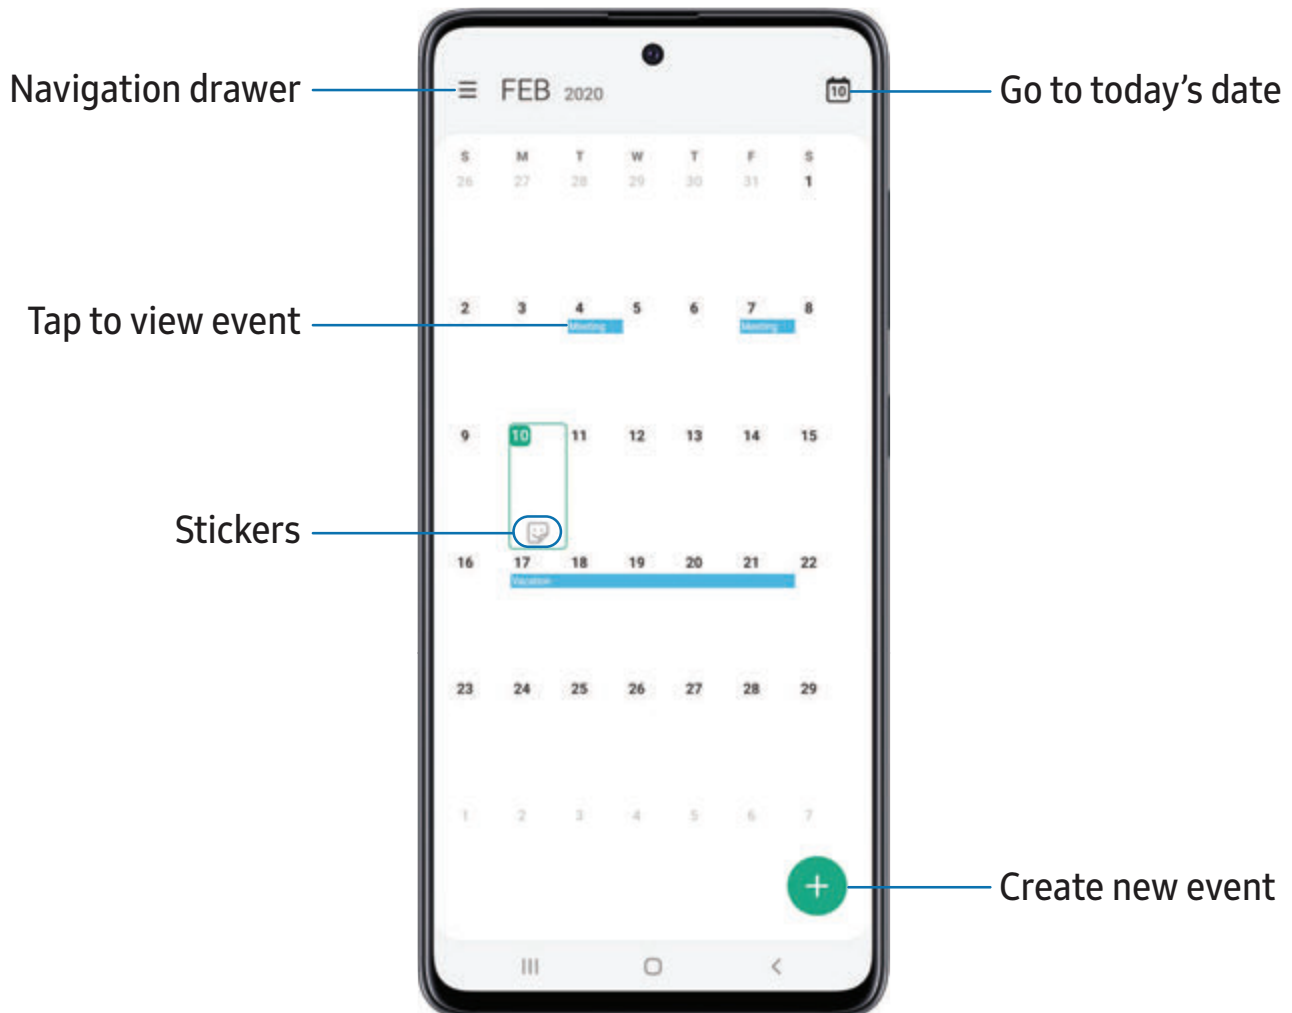 Navigation drawer
FEB 2020
10
Go to today's date
S M T W T F S
26 27 28 29 30 31 1
Tap to view event
2 3 4 5 6 7 8
Meeting Meeting
9 10 11 12 13 14 15
Stickers
16 17 18 19 20 21 22
Vacation
23 24 25 26 27 28 29
1 2 3 4 5 6 7
Create new event